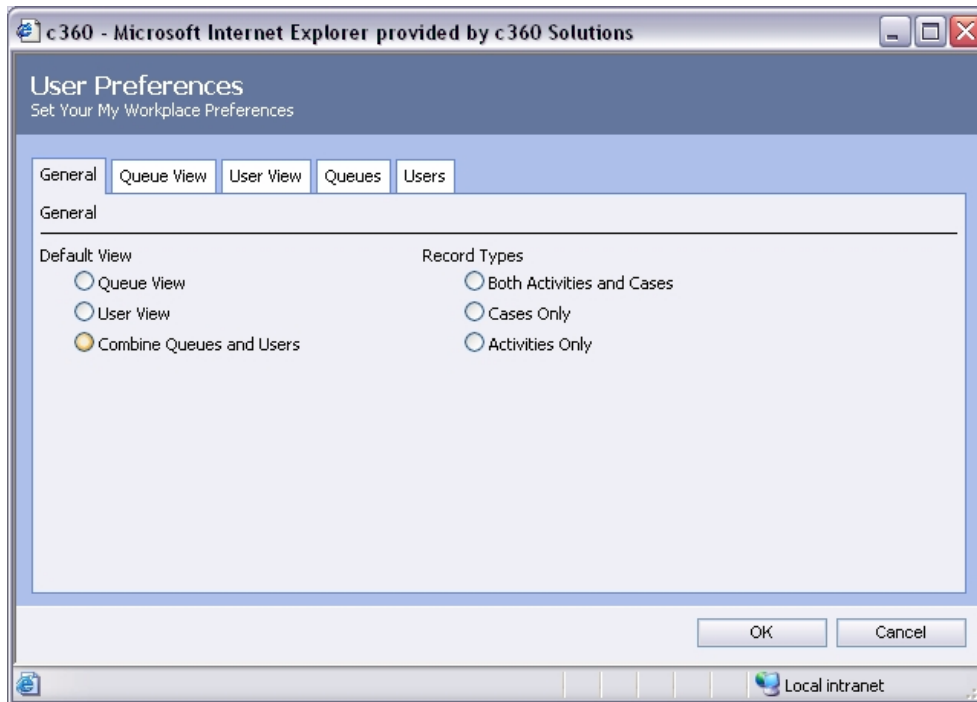 c360 - Microsoft Internet Explorer provided by c360 Solutions
User Preferences
Set Your My Workplace Preferences
General Queue View User View Queues Users
General
Default View
Queue View
User View
Combine Queues and Users
Record Types
Both Activities and Cases
Cases Only
Activities Only
OK Cancel
Local intranet